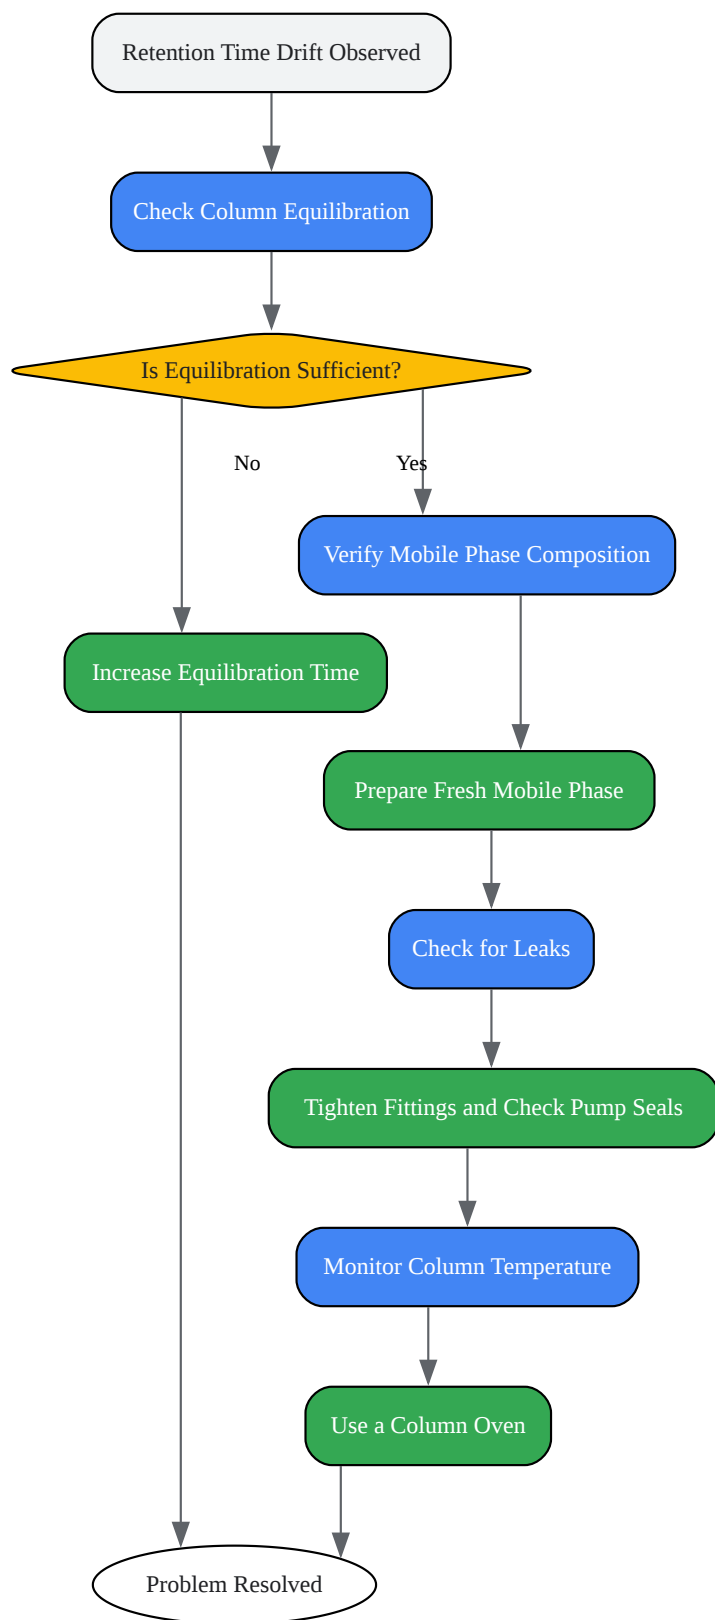 Retention Time Drift Observed
Check Column Equilibration
Is Equilibration Sufficient?
No
Yes
Verify Mobile Phase Composition
Increase Equilibration Time
Prepare Fresh Mobile Phase
Check for Leaks
Tighten Fittings and Check Pump Seals
Monitor Column Temperature
Use a Column Oven
Problem Resolved